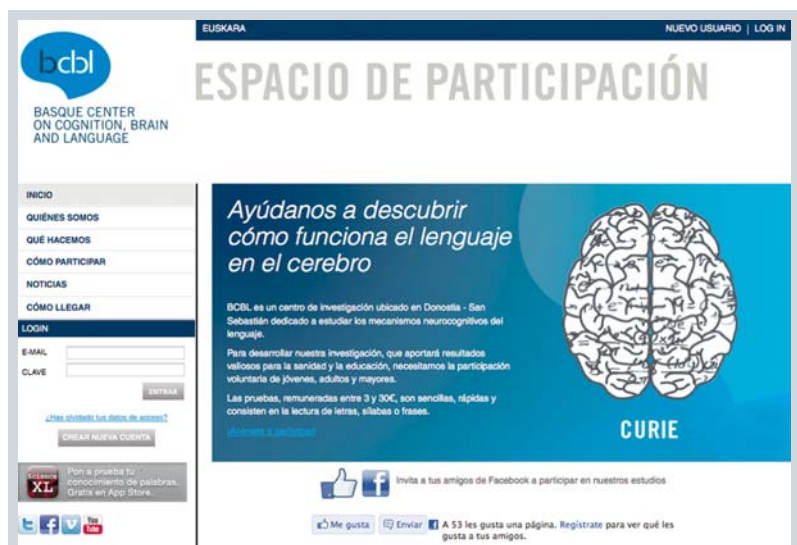 EUSKARA
NUEVO USUARIO | LOG IN
bcbl
BASQUE CENTER
ON COGNITION, BRAIN
AND LANGUAGE
ESPACIO DE PARTICIPACIÓN
INICIO
QUIÉNES SOMOS
QUÉ HACEMOS
CÓMO PARTICIPAR
NOTICIAS
CÓMO LLEGAR
LOGIN
E-MAIL
CLAVE
ENTRAR
¿Has olvidado tus datos de acceso?
CREAR NUEVA CUENTA
Science
XL
Pon a prueba tu
conocimiento de palabras.
Gratis en App Store.
You
Tube
Ayúdanos a descubrir
cómo funciona el lenguaje
en el cerebro
BCBL es un centro de investigación ubicado en Donostia - San
Sebastián dedicado a estudiar los mecanismos neurocognitivos del
lenguaje.
Para desarrollar nuestra investigación, que aportará resultados
valiosos para la sanidad y la educación, necesitamos la participación
voluntaria de jóvenes, adultos y mayores.
Las pruebas, remuneradas entre 3 y 30€, son sencillas, rápidas y
consisten en la lectura de letras, sílabas o frases.
¡Anímate a participar!
CURIE
Invita a tus amigos de Facebook a participar en nuestros estudios
Me gusta
Enviar
A 53 les gusta una página. Regístrate para ver qué les
gusta a tus amigos.